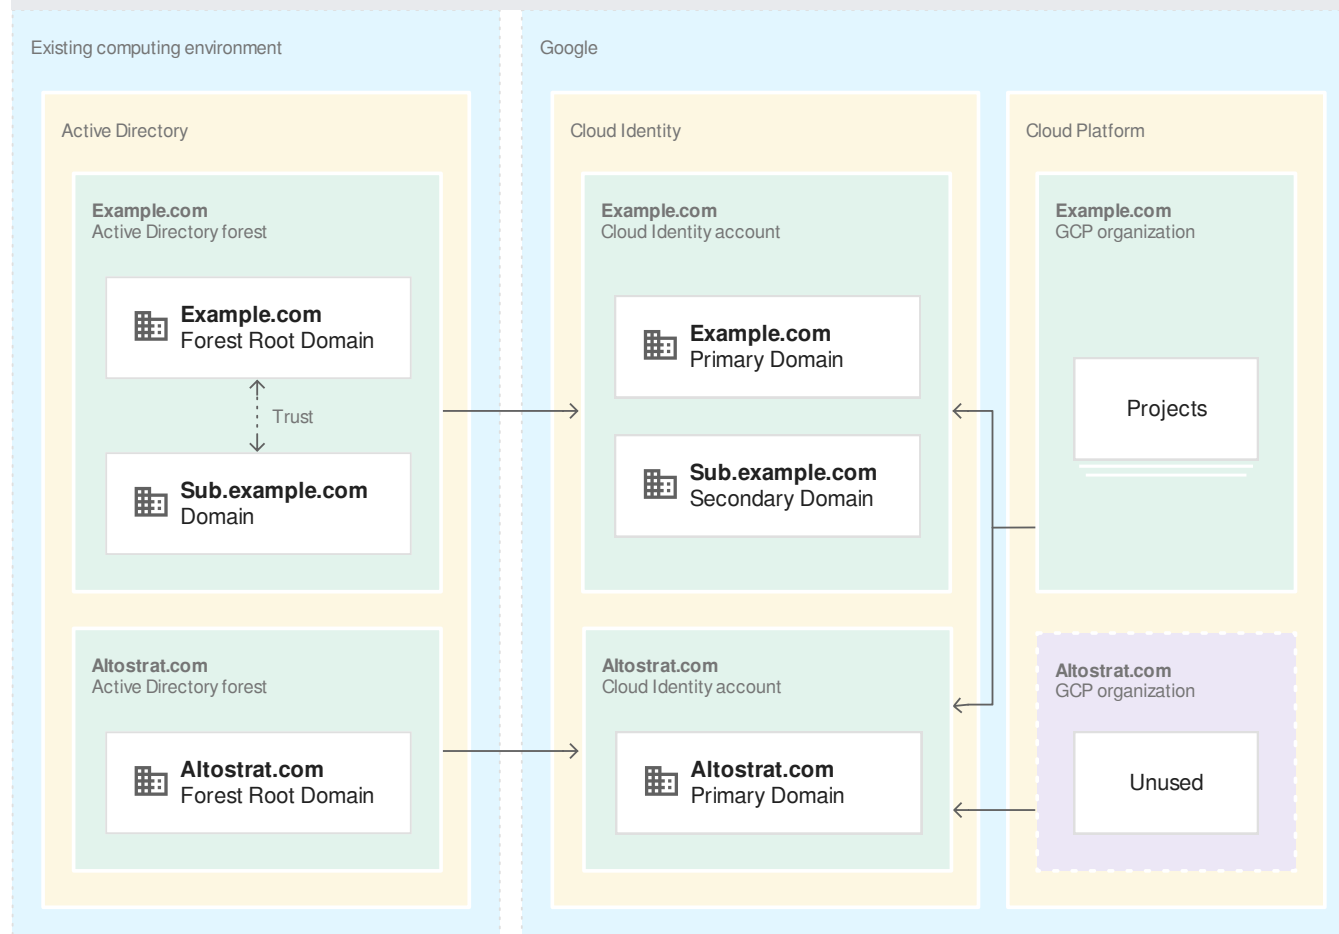 Existing computing environment
Google
Active Directory
Cloud Identity
Cloud Platform
Example.com
Active Directory forest
Example.com
Forest Root Domain
Trust
Sub.example.com
Domain
Example.com
Cloud Identity account
Example.com
Primary Domain
Sub.example.com
Secondary Domain
Example.com
GCP organization
Projects
Altostrat.com
Active Directory forest
Altostrat.com
Forest Root Domain
Altostrat.com
Cloud Identity account
Altostrat.com
Primary Domain
Altostrat.com
GCP organization
Unused